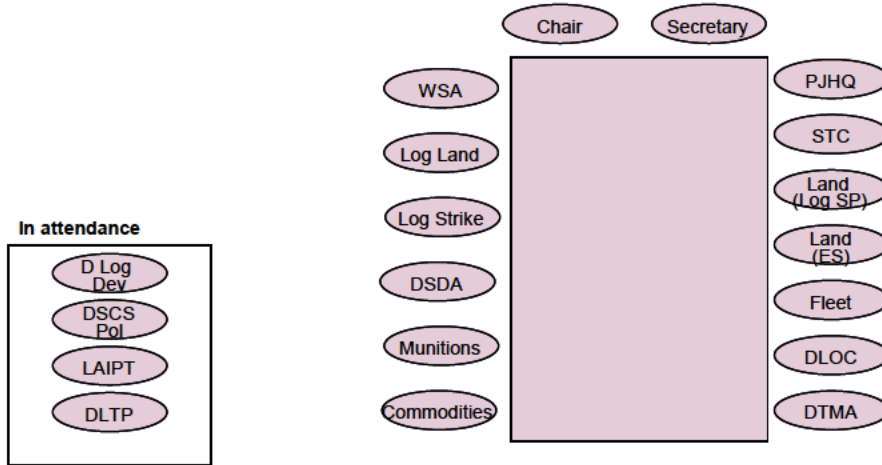 Chair
Secretary
WSA
Log Land
Log Strike
DSDA
Munitions
Commodities
PJHQ
STC
Land
(Log SP)
Land
(ES)
Fleet
DLOC
DTMA
In attendance
D Log
Dev
DSCS
Pol
LAIPT
DLTP